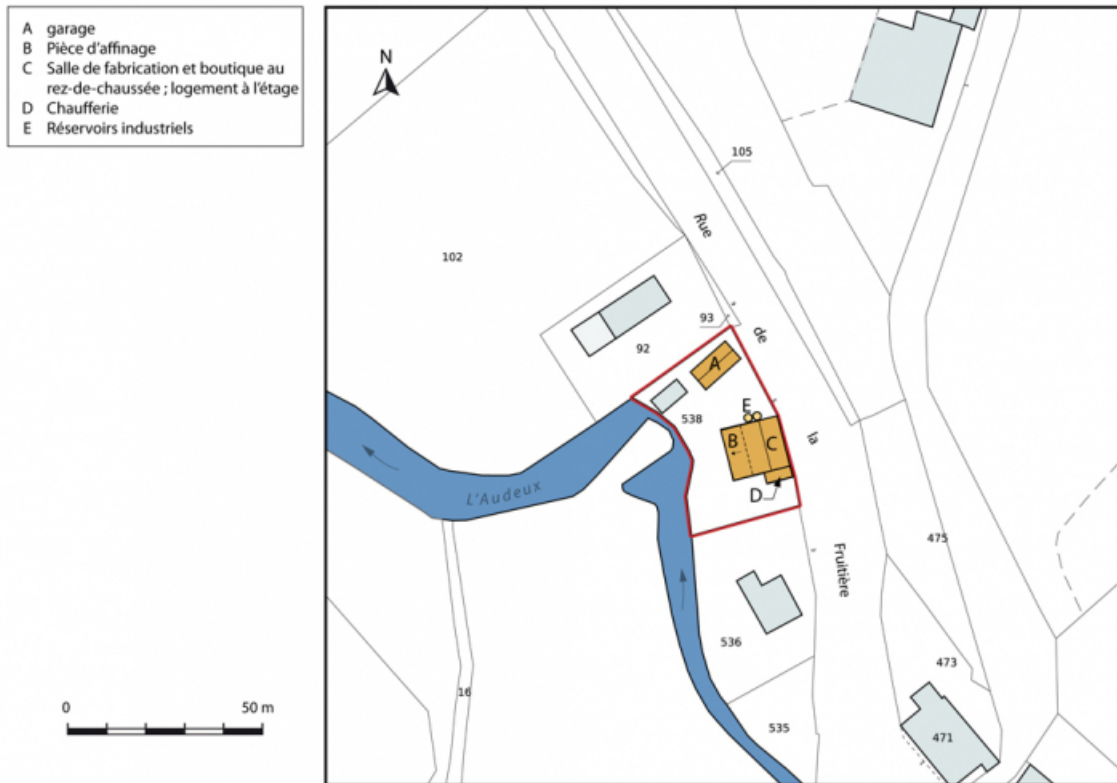 A garage
B Pièce d'affinage
C Salle de fabrication et boutique au
rez-de-chaussée ; logement à l'étage
D Chaufferie
E Réservoirs industriels
N
105
Rue
102
93
de
92
A
E
538
la
B
C
D
L'Audeux
475
Fruitière
536
473
16
0 50 m
535
471